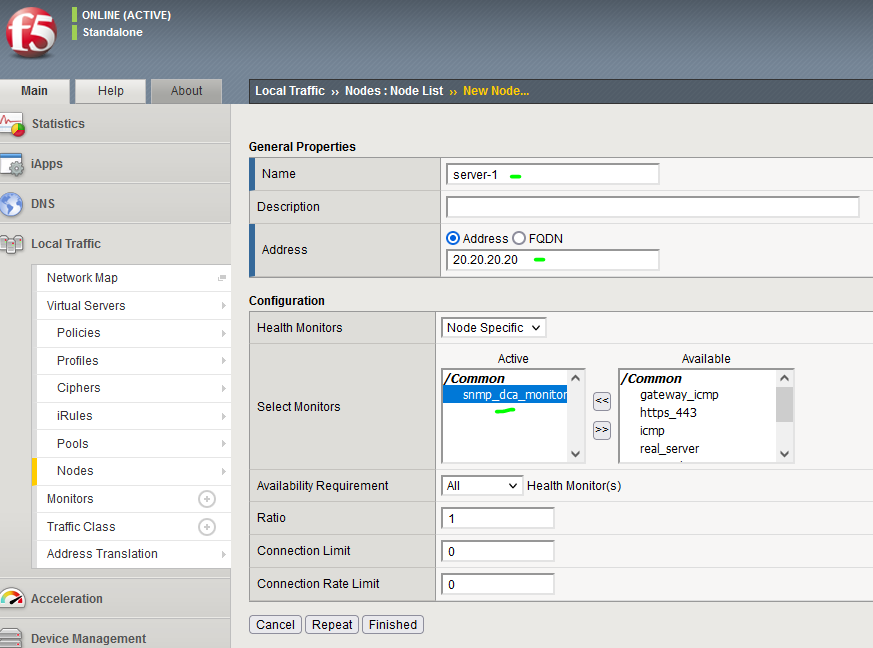 f5
ONLINE (ACTIVE)
Standalone
Main
Help
About
Local Traffic ›› Nodes : Node List ›› New Node...
Statistics
iApps
DNS
Local Traffic
Network Map
Virtual Servers
Policies
Profiles
Ciphers
iRules
Pools
Nodes
Monitors
Traffic Class
Address Translation
Acceleration
Device Management
General Properties
Name server-1
Description
Address Address FQDN
20.20.20.20
Configuration
Health Monitors Node Specific
Select Monitors
Active
/Common
snmp_dca_monitor
<<
>>
Available
/Common
gateway_icmp
https_443
icmp
real_server
Availability Requirement All Health Monitor(s)
Ratio 1
Connection Limit 0
Connection Rate Limit 0
Cancel Repeat Finished